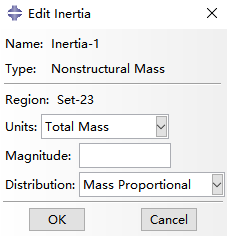 Edit Inertia
Name: Inertia-1
Type: Nonstructural Mass
Region: Set-23
Units: Total Mass
Magnitude:
Distribution: Mass Proportional
OK Cancel